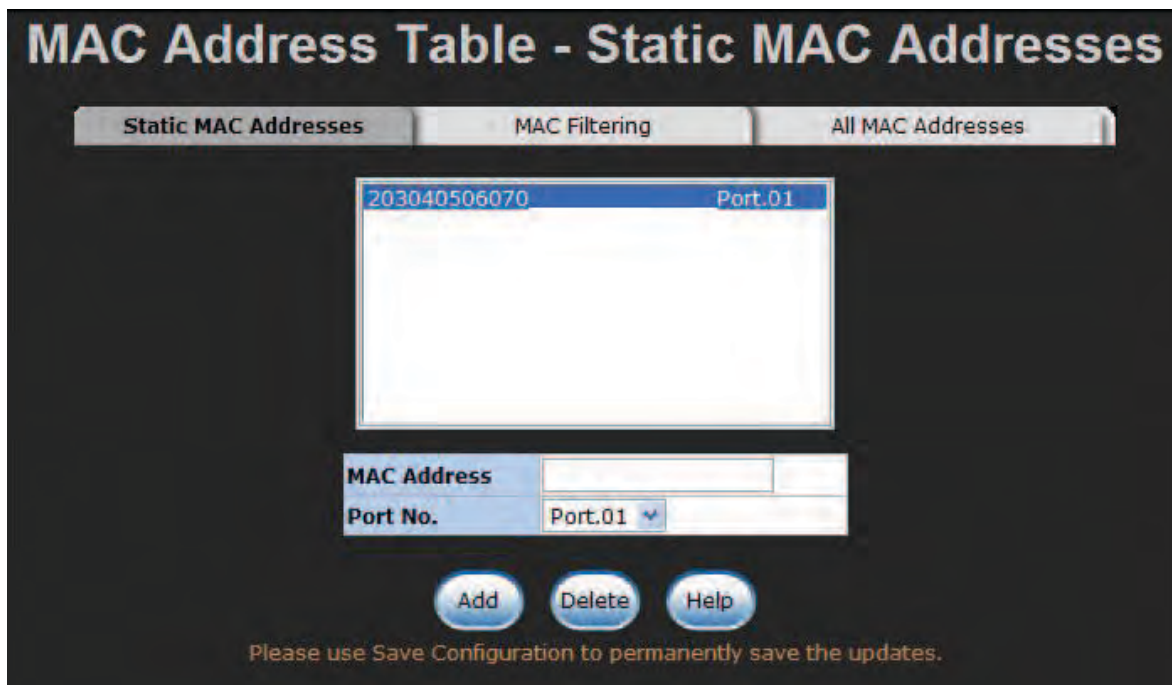 MAC Address Table - Static MAC Addresses
Static MAC Addresses MAC Filtering All MAC Addresses
203040506070 Port.01
MAC Address
Port No. Port.01
Add Delete Help
Please use Save Configuration to permanently save the updates.